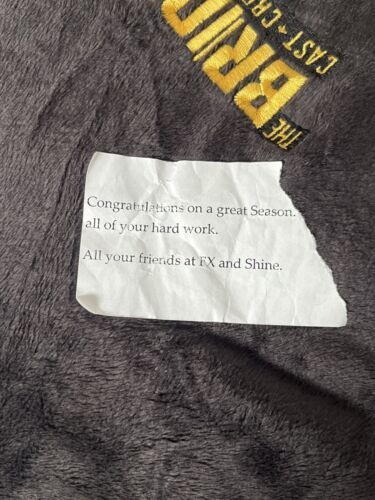 THE BRID
CAST + CRE
Congratulations on a great Season.
all of your hard work.
All your friends at FX and Shine.